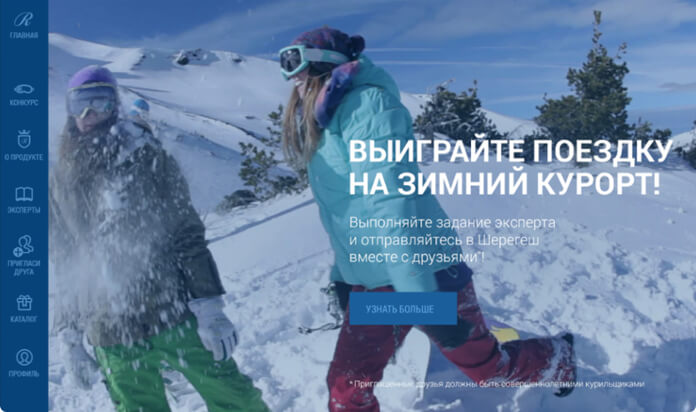 R
ГЛАВНАЯ
КОНКУРС
О ПРОДУКТЕ
ЭКСПЕРТЫ
ПРИГЛАСИ
ДРУГА
КАТАЛОГ
ПРОФИЛЬ
ВЫИГРАЙТЕ ПОЕЗДКУ
НА ЗИМНИЙ КУРОРТ!
Выполняйте задание эксперта
и отправляйтесь в Шерегеш
вместе с друзьями*!
УЗНАТЬ БОЛЬШЕ
* Приглашенные друзья должны быть совершеннолетними курильщиками